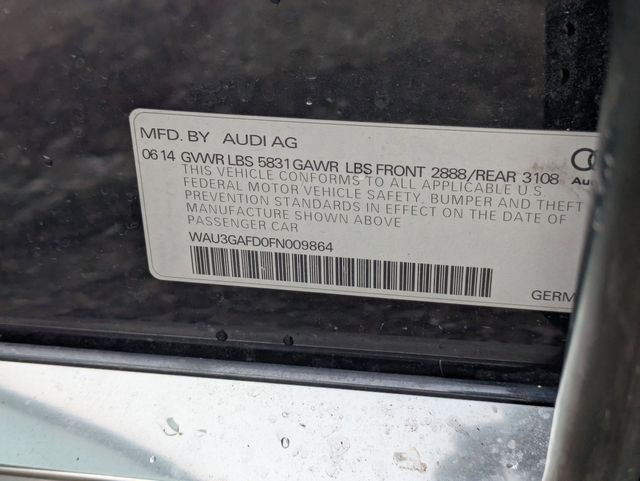 MFD. BY AUDI AG
06 14 GVWR LBS 5831 GAWR LBS FRONT 2888/REAR 3108
THIS VEHICLE CONFORMS TO ALL APPLICABLE U S
FEDERAL MOTOR VEHICLE SAFETY, BUMPER AND THEFT
PREVENTION STANDARDS IN EFFECT ON THE DATE OF
MANUFACTURE SHOWN ABOVE
PASSENGER CAR
WAU3GAFD0FN009864